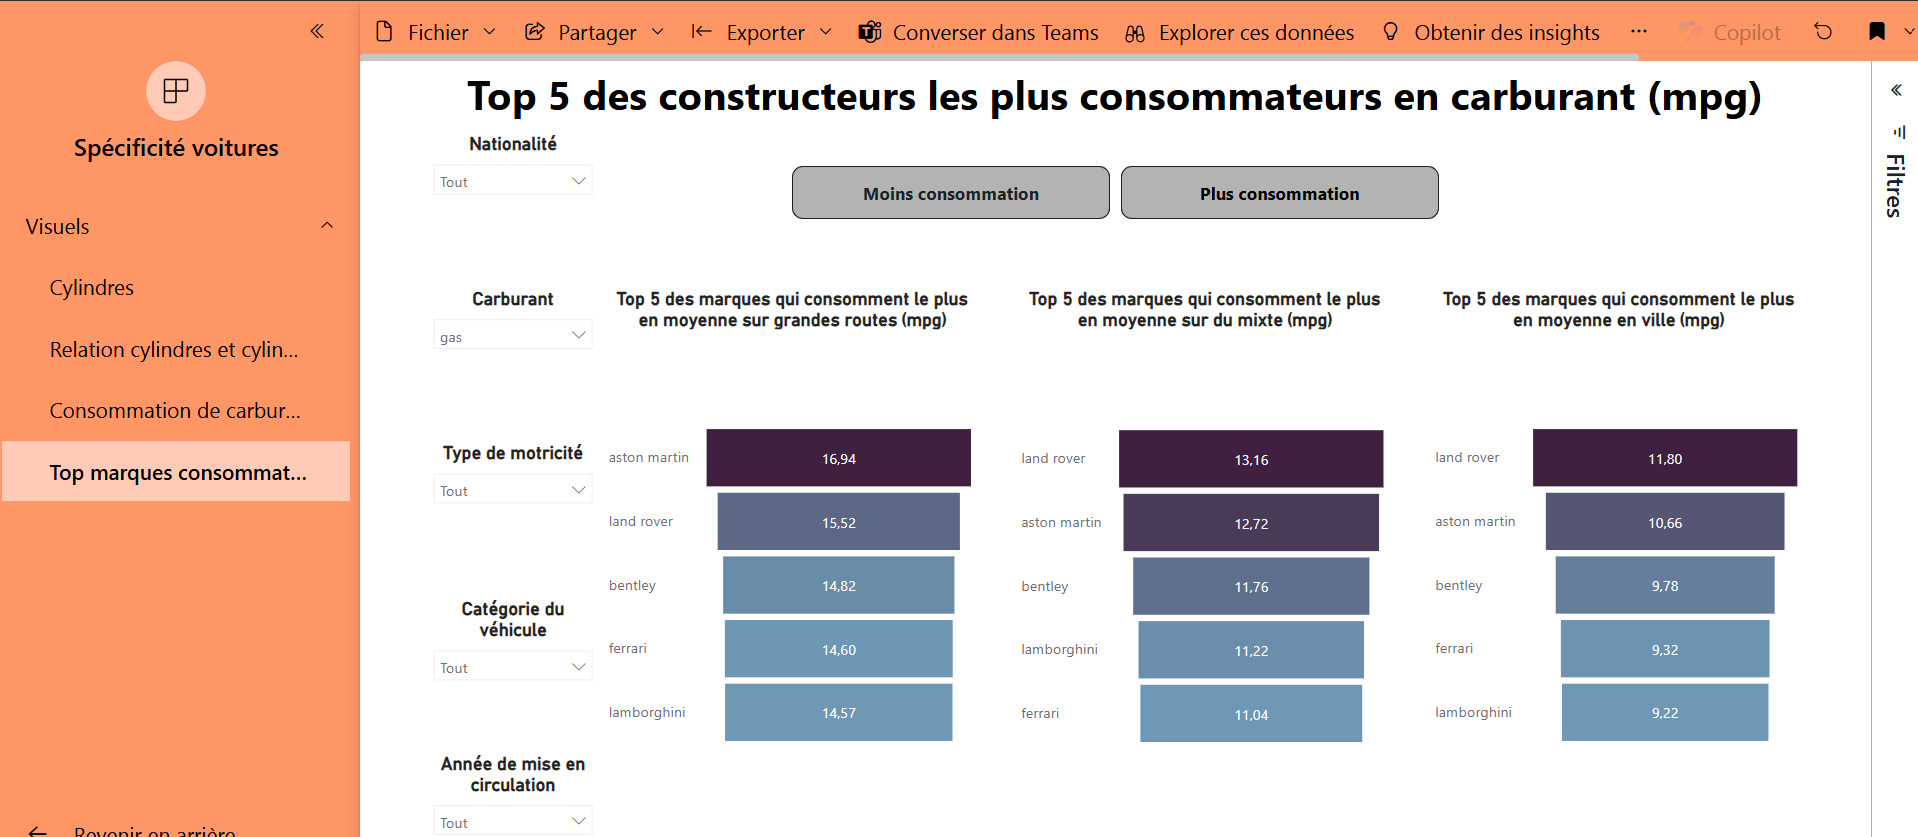 Fichier
Partager
Exporter
Converser dans Teams
Explorer ces données
Obtenir des insights
Copilot
Spécificité voitures
Visuels
Cylindres
Relation cylindres et cylin...
Consommation de carbur...
Top marques consommat...
Revenir en arrière
Top 5 des constructeurs les plus consommateurs en carburant (mpg)
Nationalité
Tout
Moins consommation
Plus consommation
Carburant
gas
Type de motricité
Tout
Catégorie du
véhicule
Tout
Année de mise en
circulation
Tout
Top 5 des marques qui consomment le plus
en moyenne sur grandes routes (mpg)
aston martin 16,94
land rover 15,52
bentley 14,82
ferrari 14,60
lamborghini 14,57
Top 5 des marques qui consomment le plus
en moyenne sur du mixte (mpg)
land rover 13,16
aston martin 12,72
bentley 11,76
lamborghini 11,22
ferrari 11,04
Top 5 des marques qui consomment le plus
en moyenne en ville (mpg)
land rover 11,80
aston martin 10,66
bentley 9,78
ferrari 9,32
lamborghini 9,22
Filtres